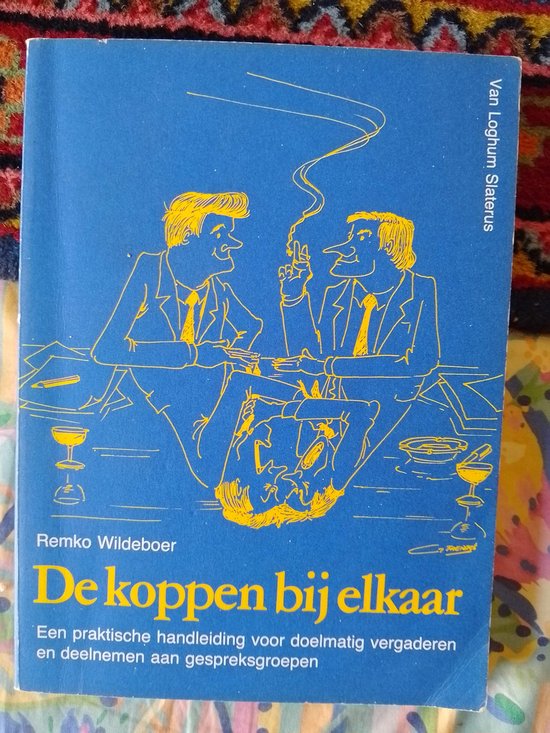 Van Loghum Slaterus
Remko Wildeboer
De koppen bij elkaar
Een praktische handleiding voor doelmatig vergaderen
en deelnemen aan gespreksgroepen